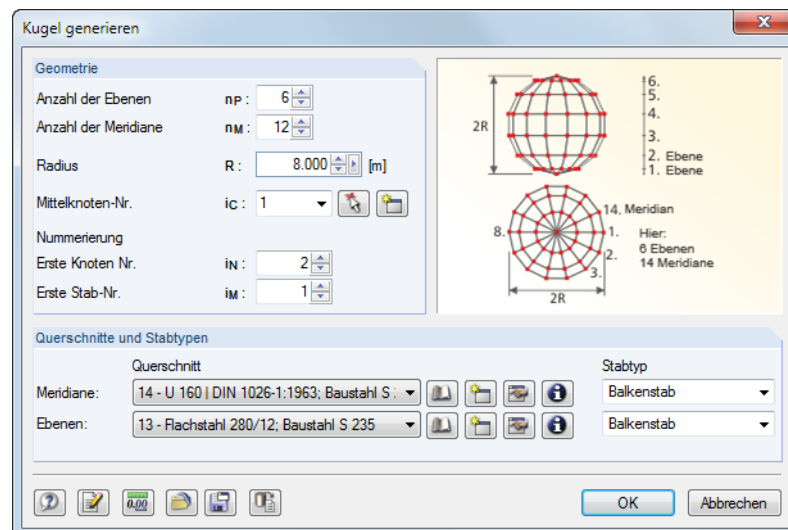 Kugel generieren
Geometrie
Anzahl der Ebenen nP : 6
Anzahl der Meridiane nM : 12
Radius R : 8.000 [m]
Mittelknoten-Nr. iC : 1
Nummerierung
Erste Knoten Nr. iN : 2
Erste Stab-Nr. iM : 1
2R
6.
5.
4.
3.
2. Ebene
1. Ebene
14. Meridian
8.
1.
2.
3.
Hier:
6 Ebenen
14 Meridiane
2R
Querschnitte und Stabtypen
Querschnitt Stabtyp
Meridiane: 14 - U 160 | DIN 1026-1:1963; Baustahl S Balkenstab
Ebenen: 13 - Flachstahl 280/12; Baustahl S 235 Balkenstab
0.00
OK Abbrechen